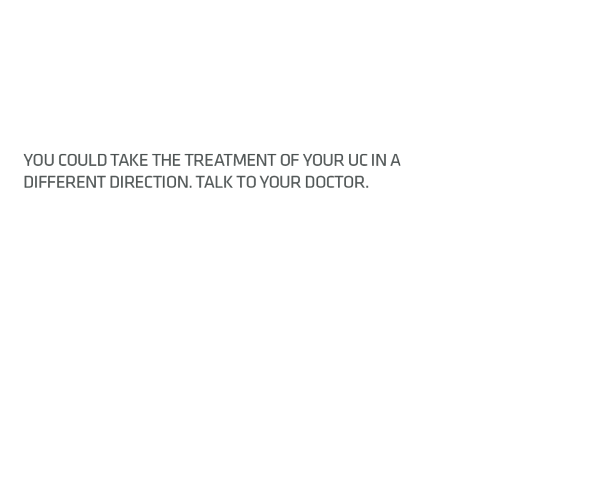 YOU COULD TAKE THE TREATMENT OF YOUR UC IN A
DIFFERENT DIRECTION. TALK TO YOUR DOCTOR.